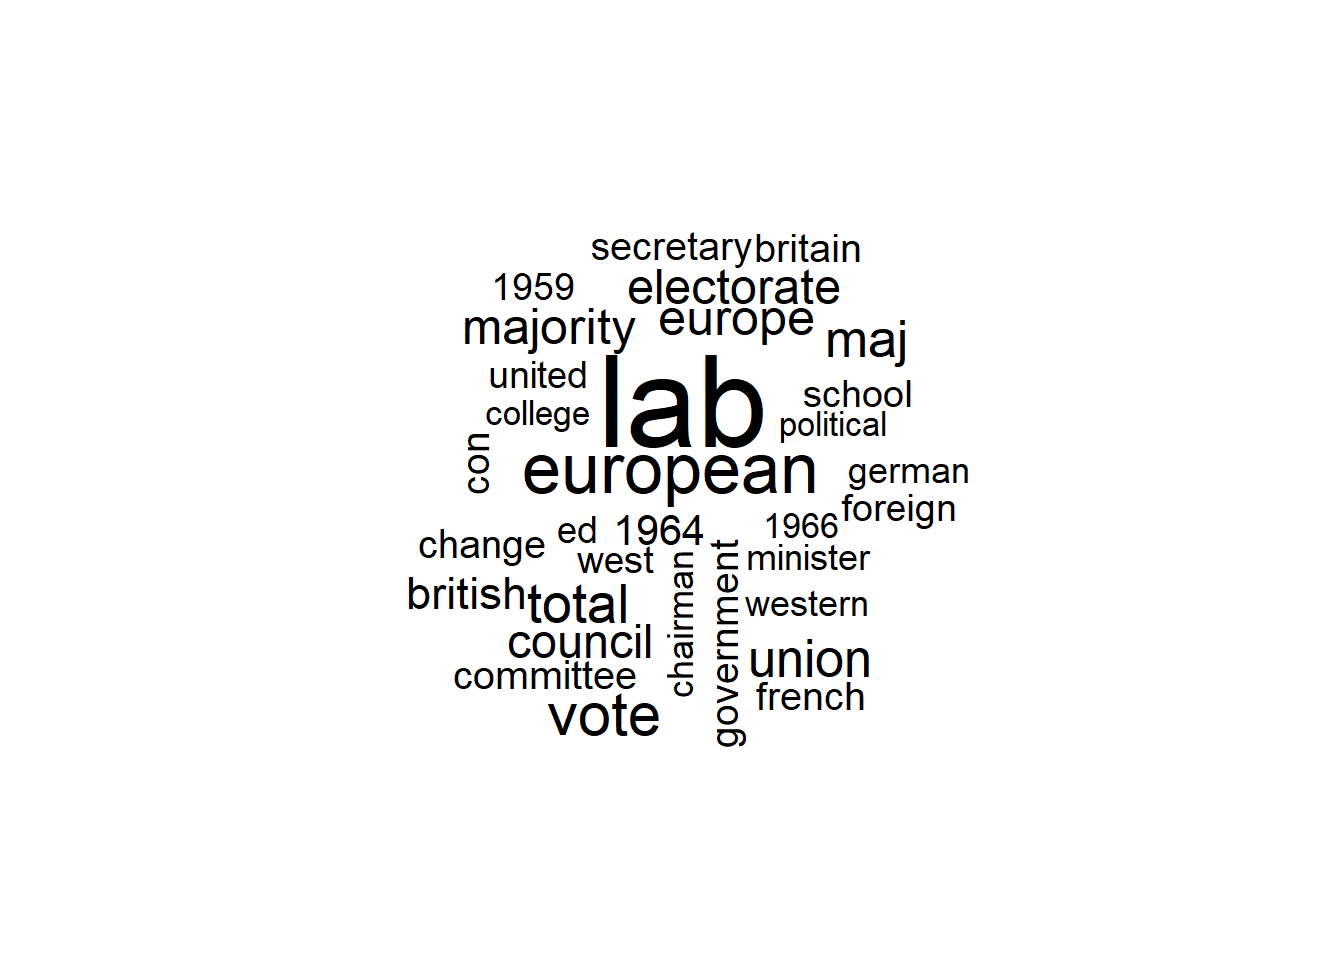 secretary britain
1959 electorate
majority europe maj
united lab school
college political
con european german
foreign
change ed 1964 1966
west minister
british total chairman government western
council union
committee french
vote